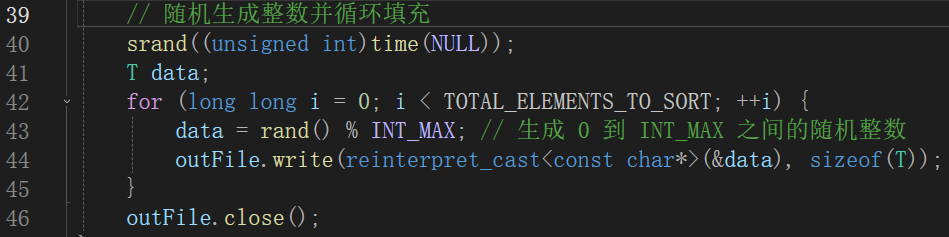 39 // 随机生成整数并循环填充
40 srand((unsigned int)time(NULL));
41 T data;
42 for (long long i = 0; i < TOTAL_ELEMENTS_TO_SORT; ++i) {
43 data = rand() % INT_MAX; // 生成 0 到 INT_MAX 之间的随机整数
44 outFile.write(reinterpret_cast<const char*>(&data), sizeof(T));
45 }
46 outFile.close();